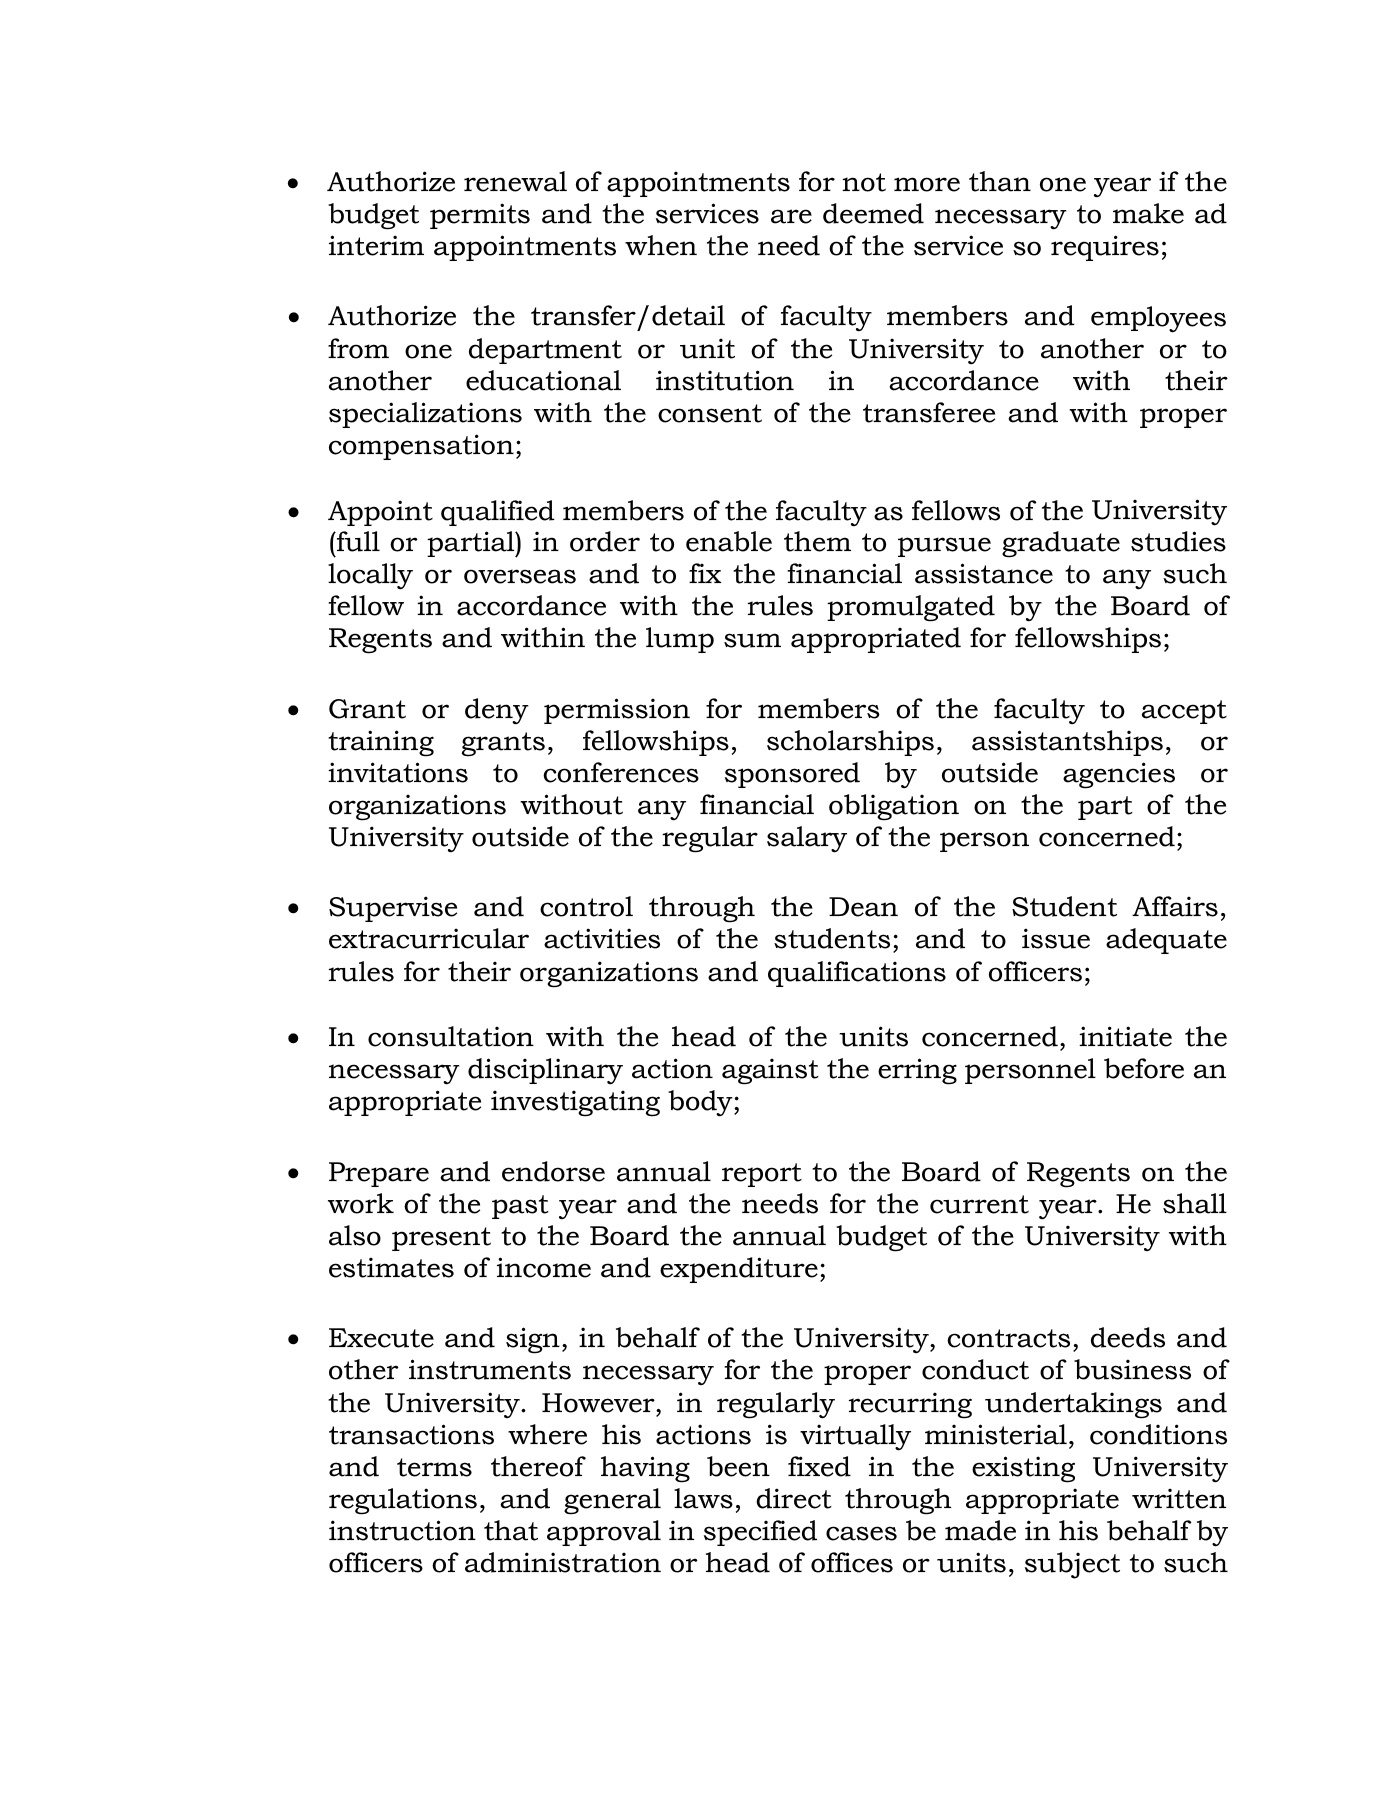 • Authorize renewal of appointments for not more than one year if the
budget permits and the services are deemed necessary to make ad
interim appointments when the need of the service so requires;
• Authorize the transfer/detail of faculty members and employees
from one department or unit of the University to another or to
another educational institution in accordance with their
specializations with the consent of the transferee and with proper
compensation;
• Appoint qualified members of the faculty as fellows of the University
(full or partial) in order to enable them to pursue graduate studies
locally or overseas and to fix the financial assistance to any such
fellow in accordance with the rules promulgated by the Board of
Regents and within the lump sum appropriated for fellowships;
• Grant or deny permission for members of the faculty to accept
training grants, fellowships, scholarships, assistantships, or
invitations to conferences sponsored by outside agencies or
organizations without any financial obligation on the part of the
University outside of the regular salary of the person concerned;
• Supervise and control through the Dean of the Student Affairs,
extracurricular activities of the students; and to issue adequate
rules for their organizations and qualifications of officers;
• In consultation with the head of the units concerned, initiate the
necessary disciplinary action against the erring personnel before an
appropriate investigating body;
• Prepare and endorse annual report to the Board of Regents on the
work of the past year and the needs for the current year. He shall
also present to the Board the annual budget of the University with
estimates of income and expenditure;
• Execute and sign, in behalf of the University, contracts, deeds and
other instruments necessary for the proper conduct of business of
the University. However, in regularly recurring undertakings and
transactions where his actions is virtually ministerial, conditions
and terms thereof having been fixed in the existing University
regulations, and general laws, direct through appropriate written
instruction that approval in specified cases be made in his behalf by
officers of administration or head of offices or units, subject to such